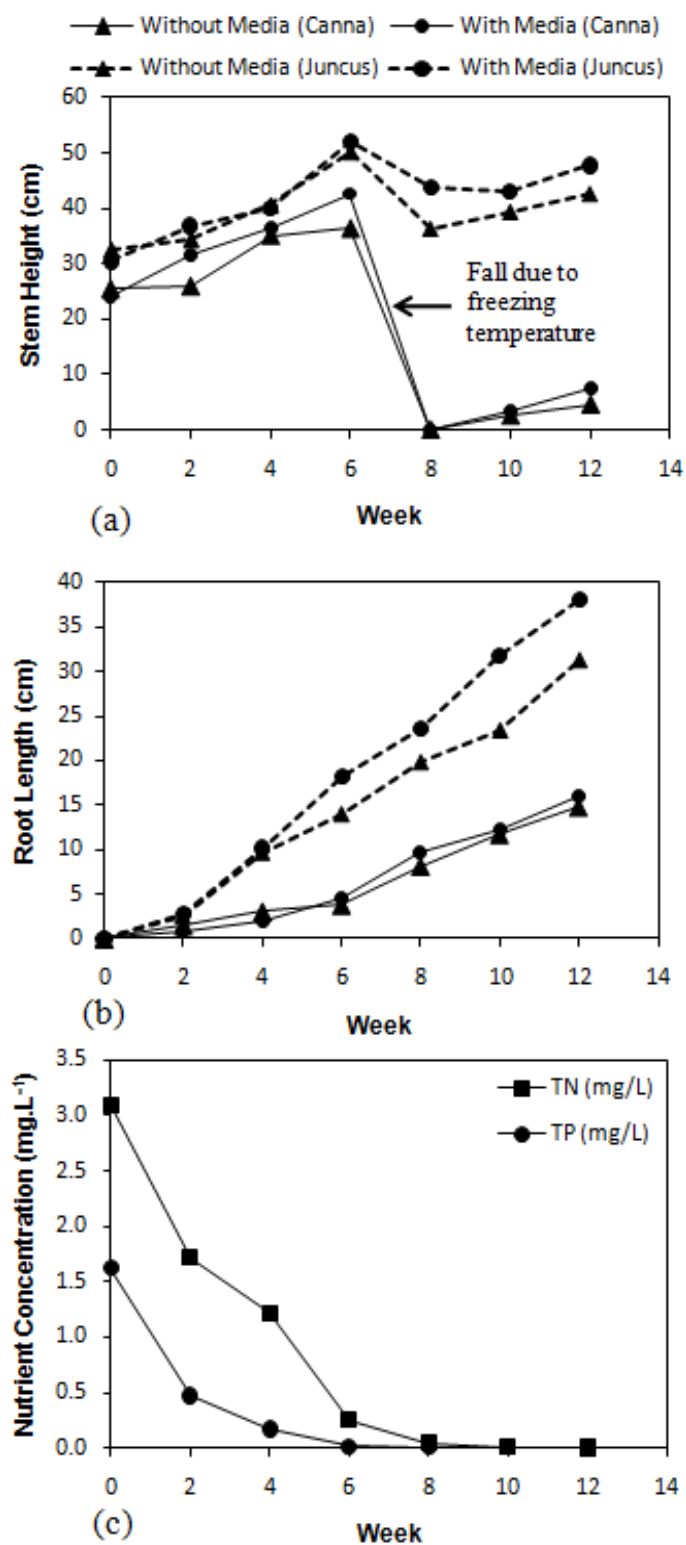 Without Media (Canna) With Media (Canna)
Without Media (Juncus) With Media (Juncus)
60
50
40
30
20
10
0
Stem Height (cm)
Fall due to
freezing
temperature
0 2 4 6 8 10 12 14
(a)
Week
40
35
30
25
20
15
10
5
0
Root Length (cm)
0 2 4 6 8 10 12 14
(b)
Week
3.5
3.0
2.5
2.0
1.5
1.0
0.5
0.0
Nutrient Concentration (mg.L⁻¹)
TN (mg/L)
TP (mg/L)
0 2 4 6 8 10 12 14
(c)
Week